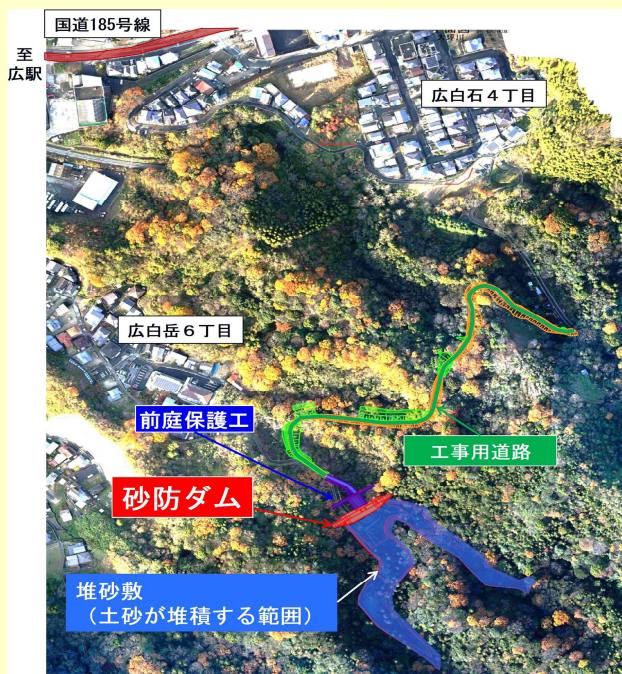 国道185号線
至
広駅
広白石４丁目
広白岳６丁目
前庭保護工
工事用道路
砂防ダム
堆砂敷
（土砂が堆積する範囲）